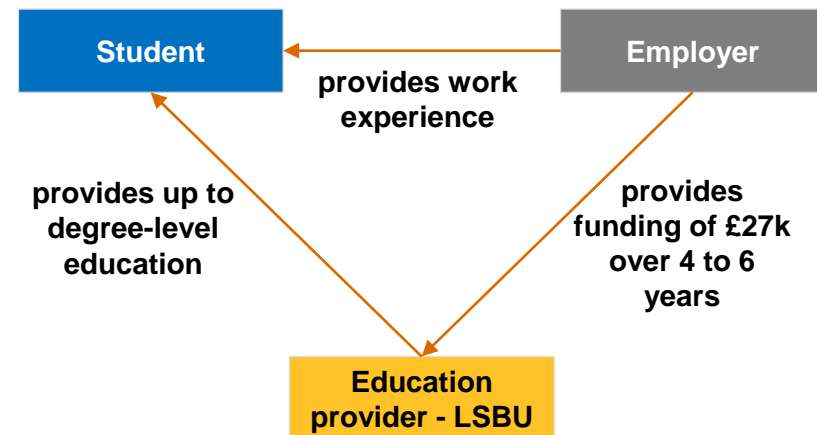 Student
Employer
provides work
experience
provides up to
degree-level
education
provides
funding of £27k
over 4 to 6
years
Education
provider - LSBU